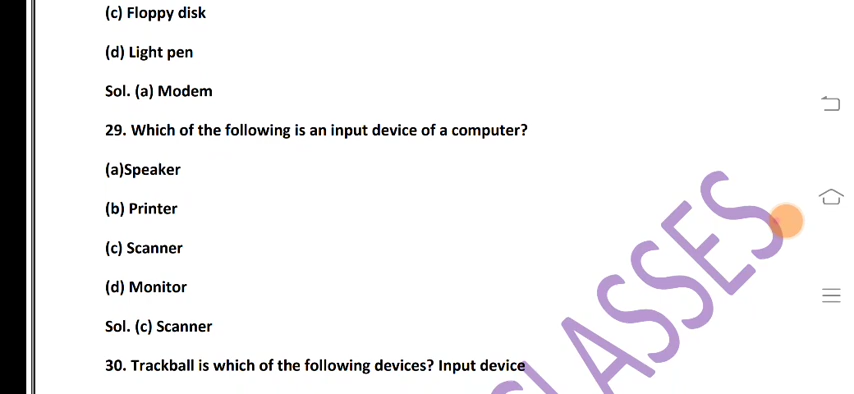 (c) Floppy disk
(d) Light pen
Sol. (a) Modem
29. Which of the following is an input device of a computer?
(a)Speaker
(b) Printer
(c) Scanner
(d) Monitor
Sol. (c) Scanner
30. Trackball is which of the following devices? Input device
CLASSES